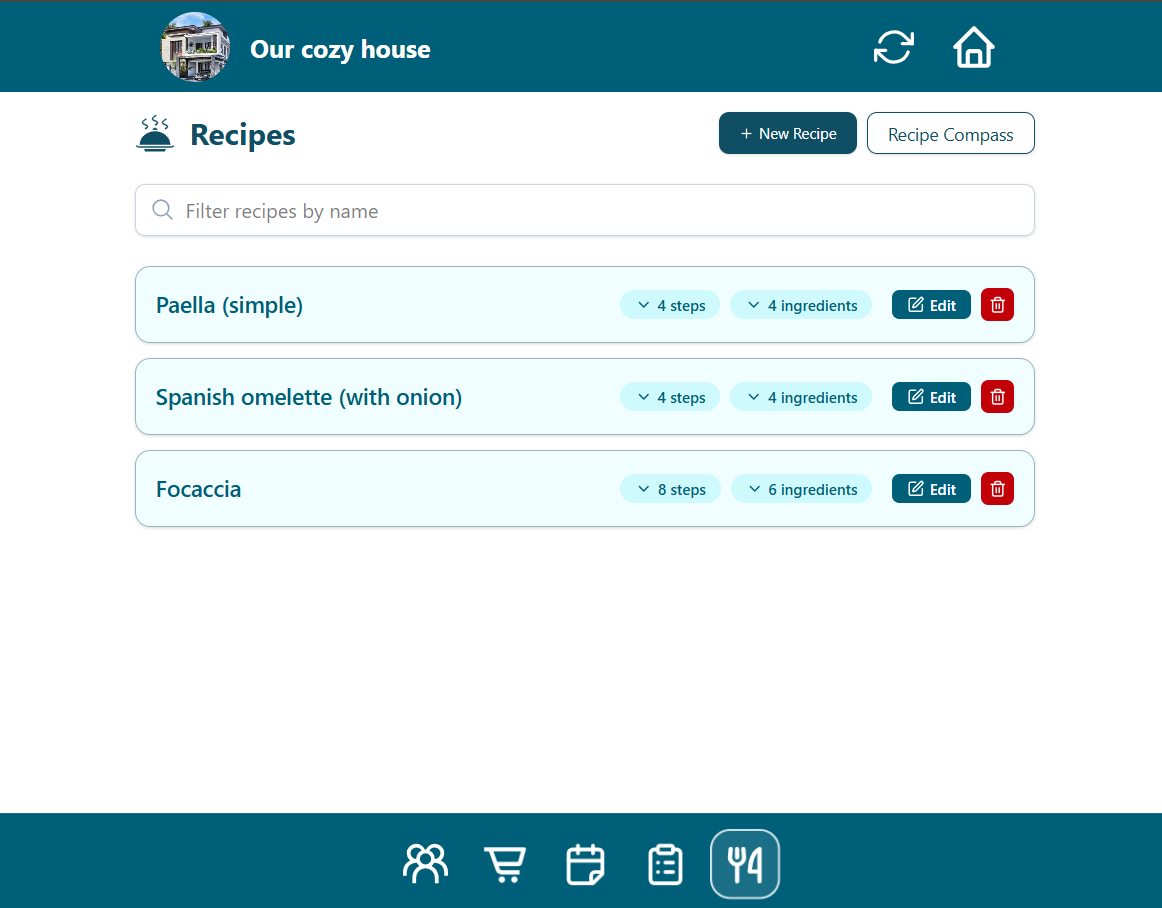 Our cozy house
Recipes
+ New Recipe
Recipe Compass
Filter recipes by name
Paella (simple)
4 steps
4 ingredients
Edit
Spanish omelette (with onion)
4 steps
4 ingredients
Edit
Focaccia
8 steps
6 ingredients
Edit